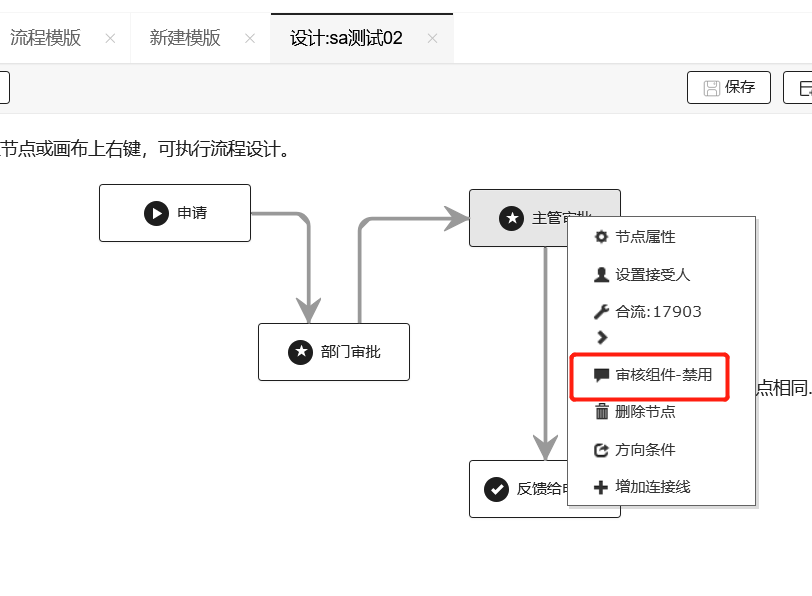 流程模版
新建模版
设计:sa测试02
保存
节点或画布上右键，可执行流程设计。
申请
主管审批
节点属性
设置接受人
合流:17903
部门审批
审核组件-禁用
点相同.
删除节点
方向条件
反馈给申
增加连接线